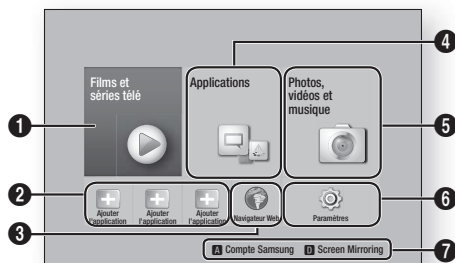 4
Films et
séries télé
Applications
Photos,
vidéos et
musique
1
5
2
Ajouter
l'application
Ajouter
l'application
Ajouter
l'application
Navigateur Web
Paramètres
6
3
A Compte Samsung
D Screen Mirroring
7